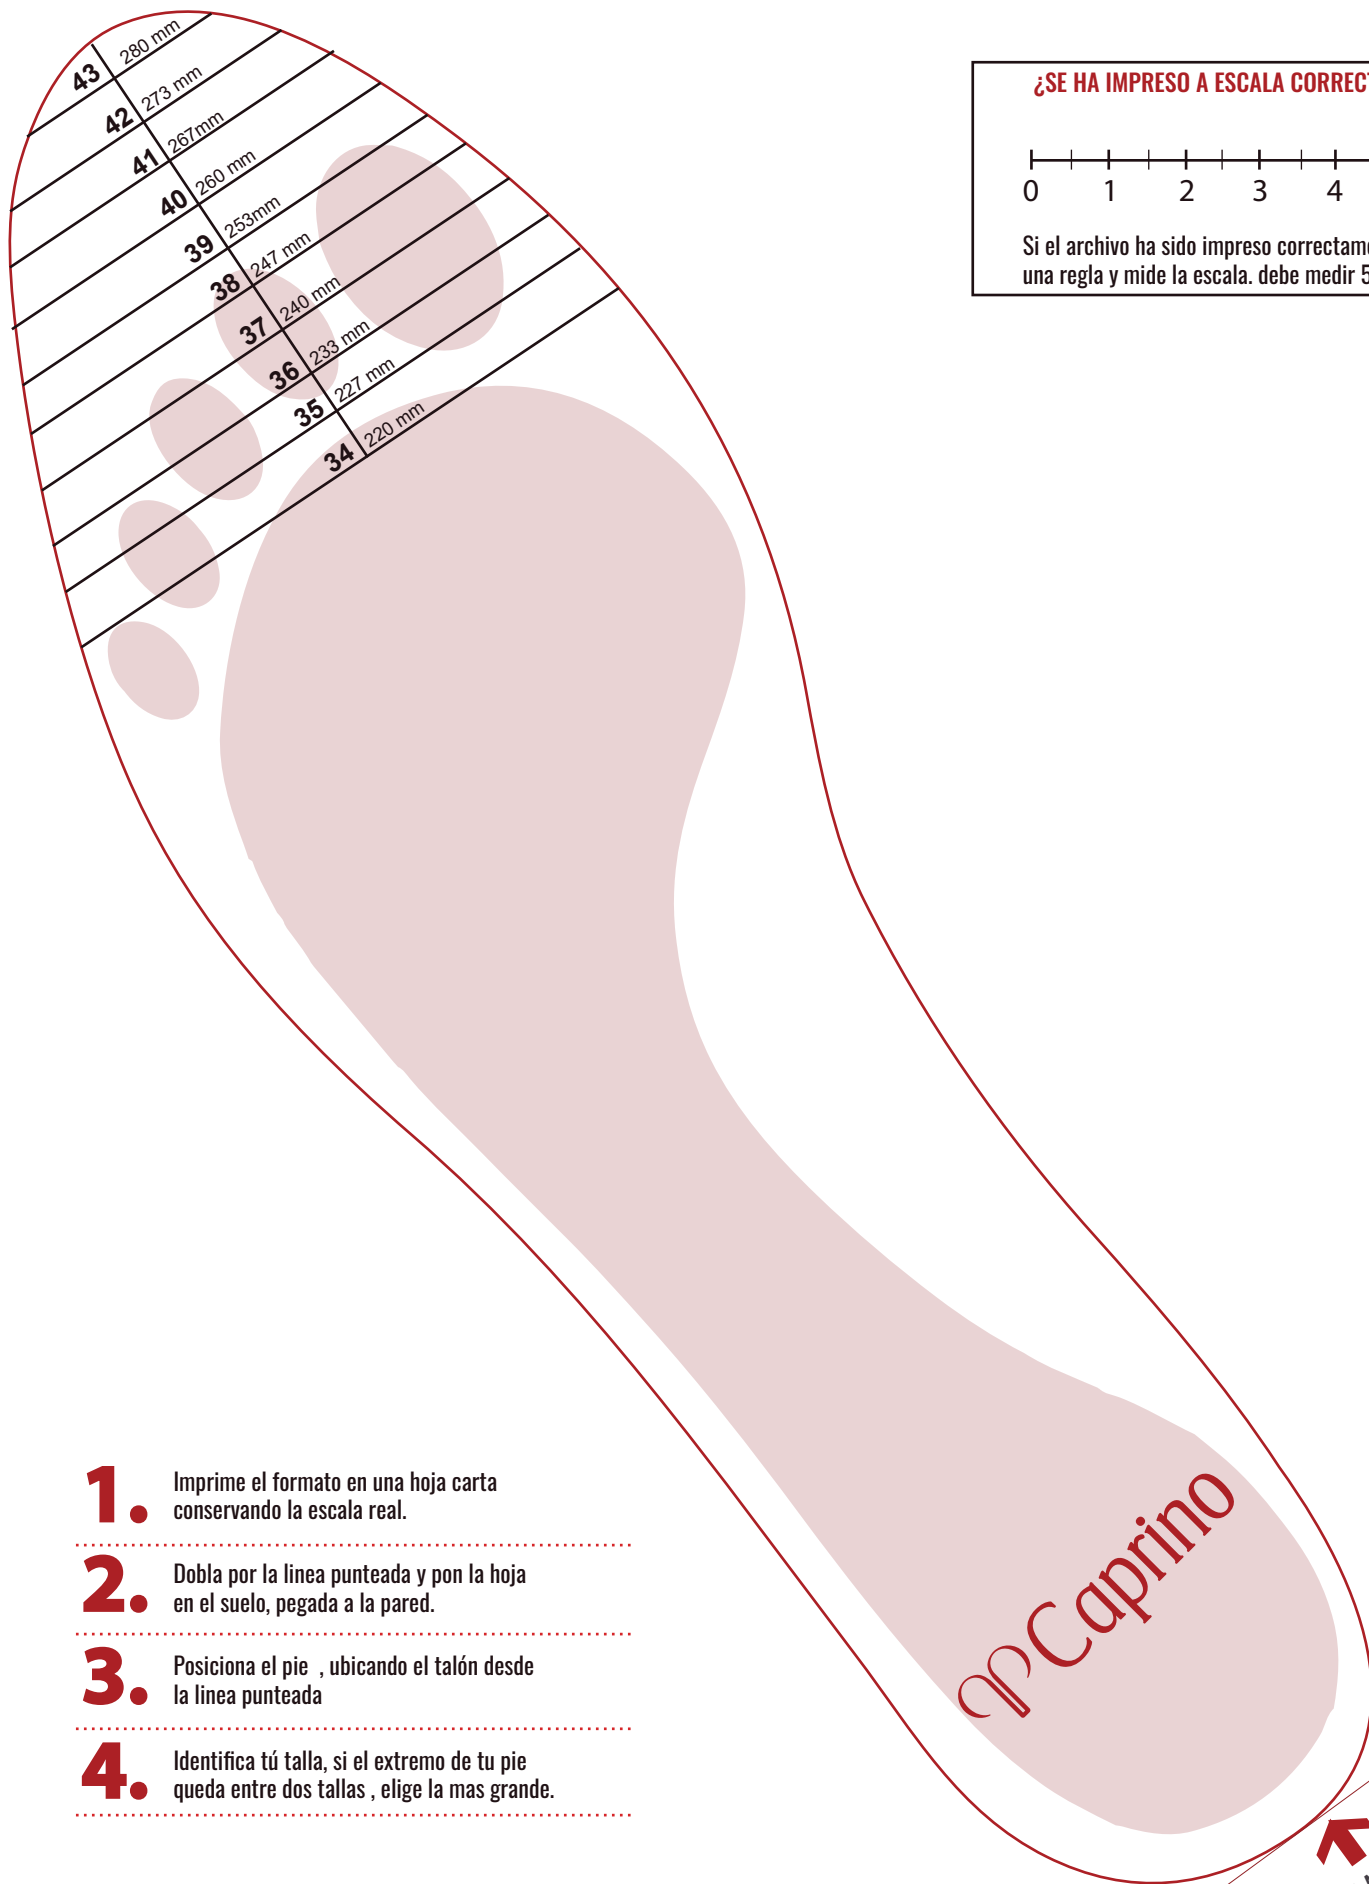 43 280 mm
42 273 mm
41 267mm
40 260 mm
39 253mm
38 247 mm
37 240 mm
36 233 mm
35 227 mm
34 220 mm
¿SE HA IMPRESO A ESCALA
0 1 2 3 4
Si el archivo ha sido impreso
una regla y mide la escala. debe medir 5
1. Imprime el formato en una hoja carta
conservando la escala real.
2. Dobla por la linea punteada y pon la hoja
en el suelo, pegada a la pared.
3. Posiciona el pie , ubicando el talón desde
la linea punteada
4. Identifica tú talla, si el extremo de tu pie
queda entre dos tallas , elige la mas grande.
Caprino